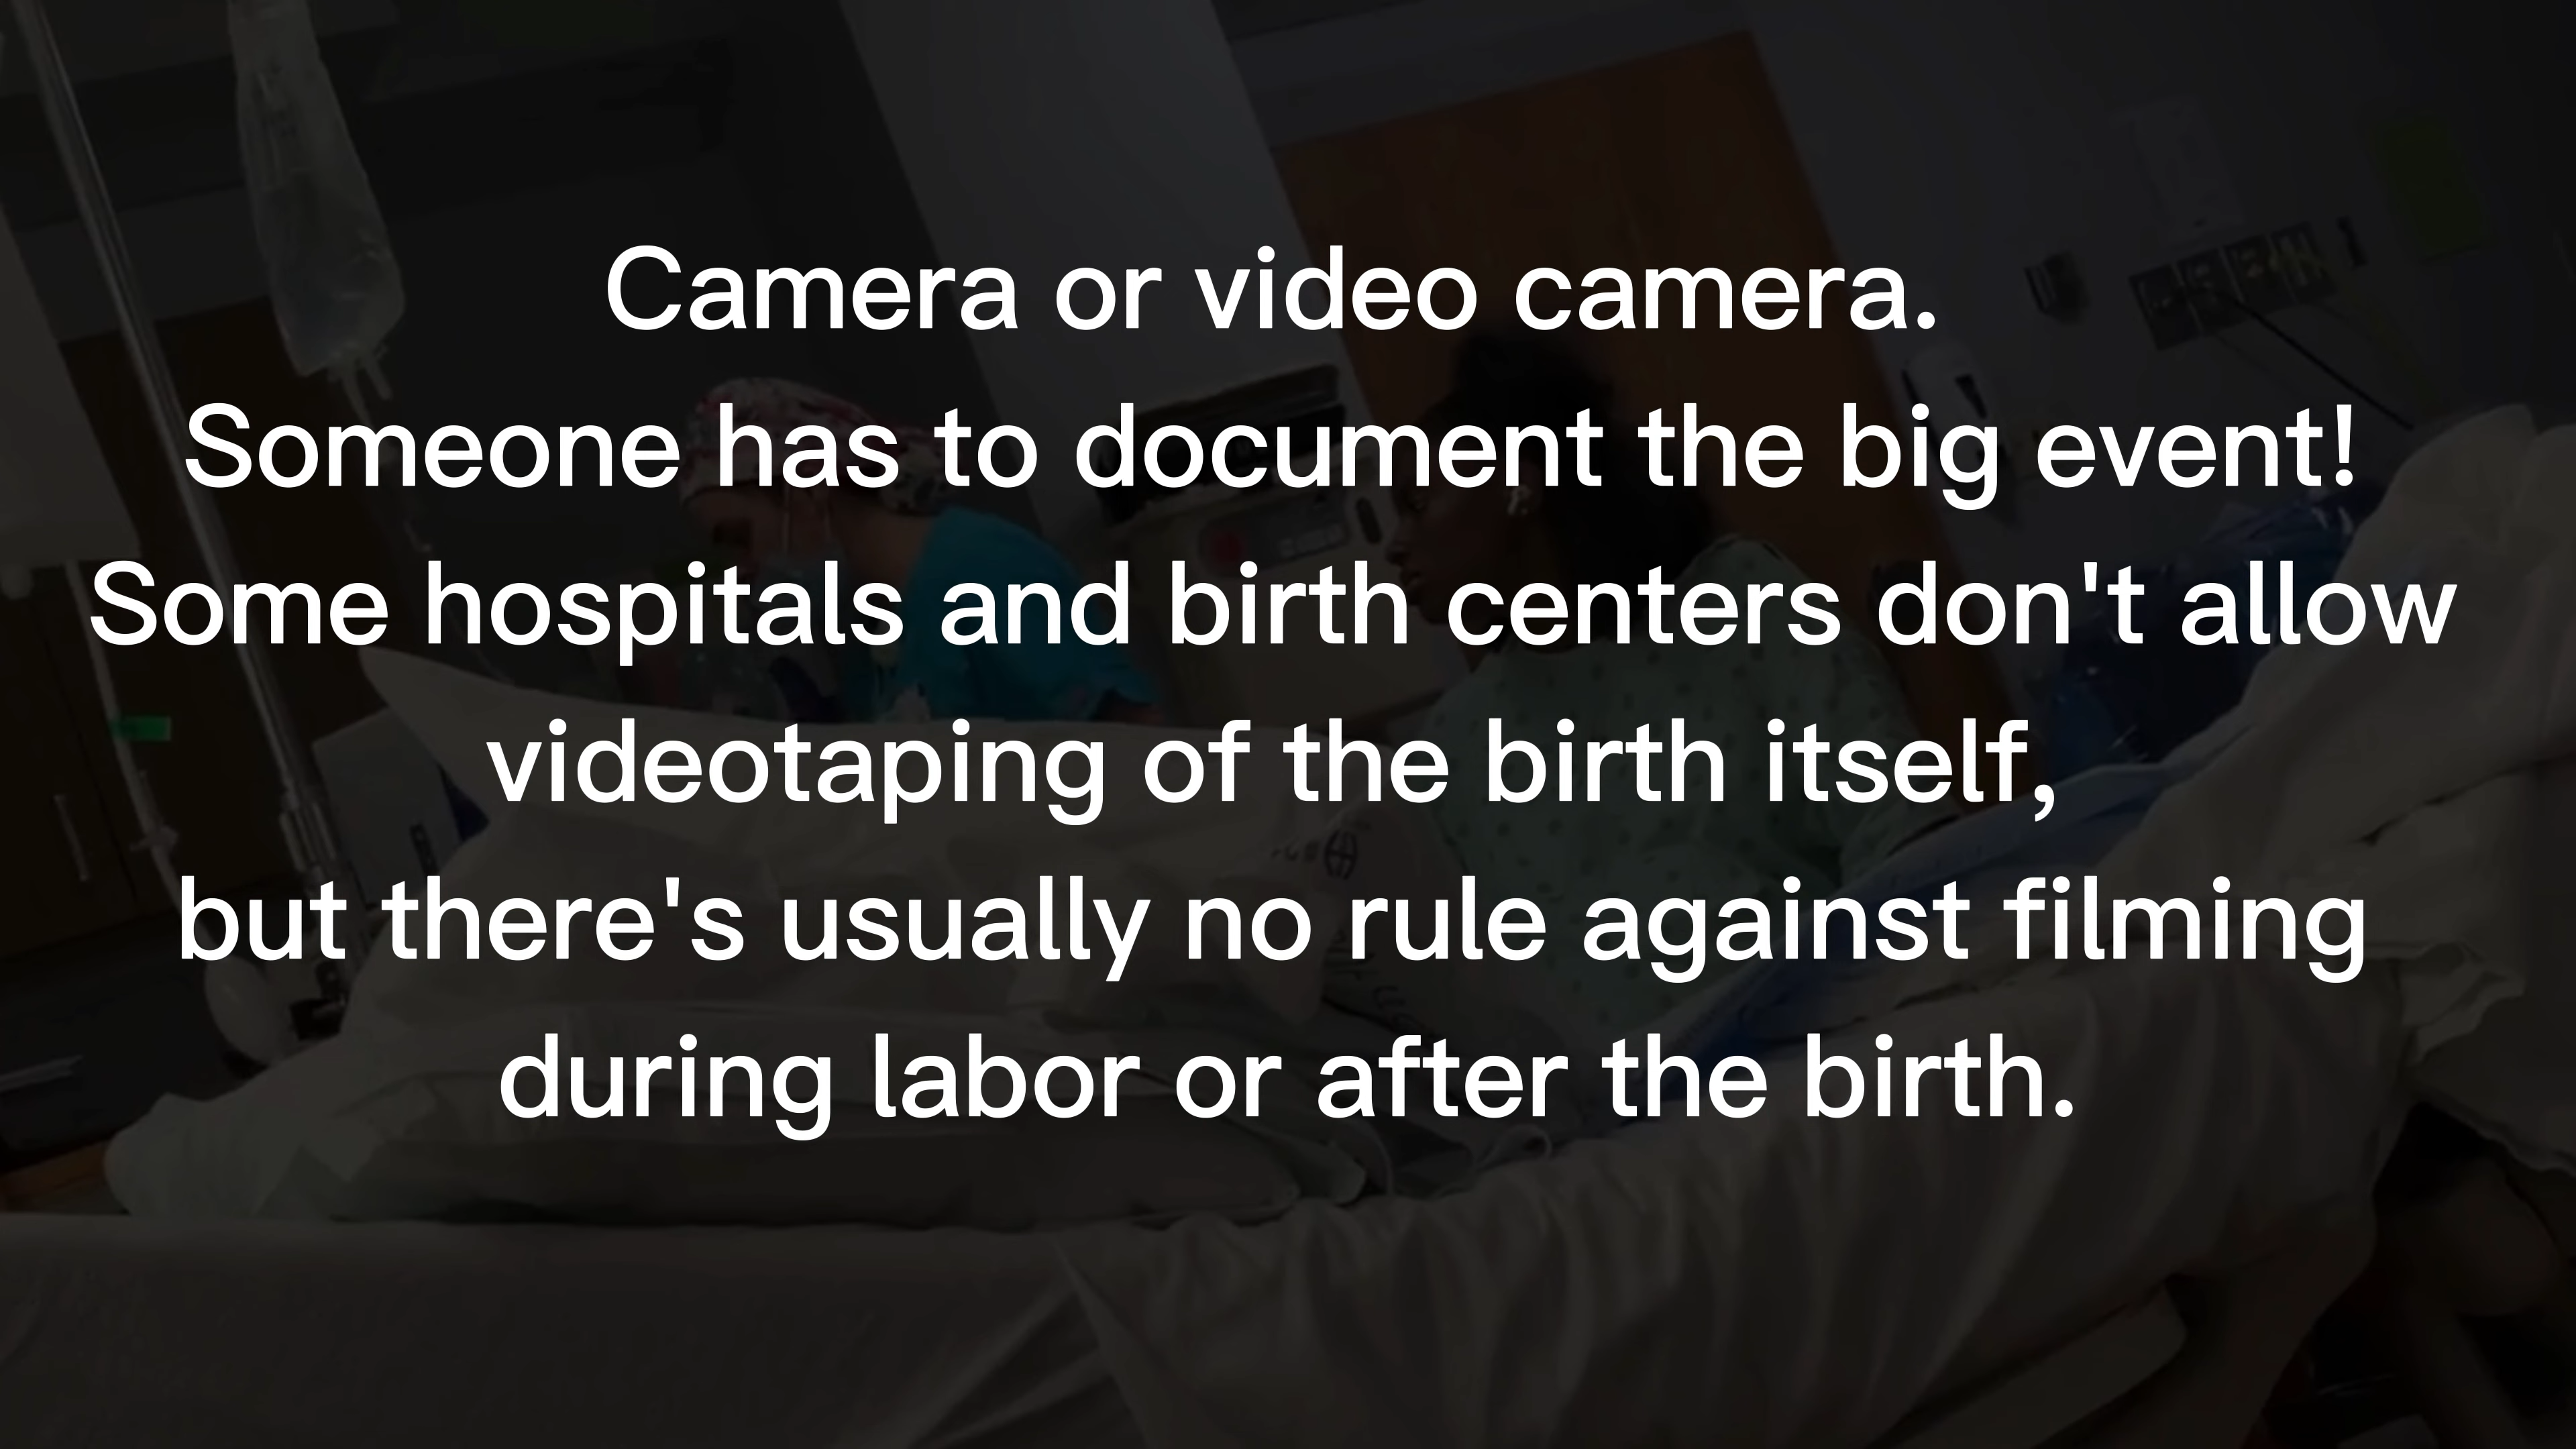 Camera or video camera.
Someone has to document the big event!
Some hospitals and birth centers don't allow
videotaping of the birth itself,
but there's usually no rule against filming
during labor or after the birth.